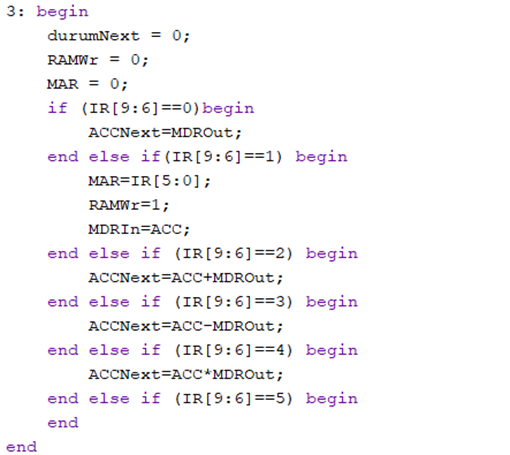 3: begin
    durumNext = 0;
    RAMWr = 0;
    MAR = 0;
    if (IR[9:6]==0)begin
        ACCNext=MDROut;
    end else if(IR[9:6]==1) begin
        MAR=IR[5:0];
        RAMWr=1;
        MDRIn=ACC;
    end else if (IR[9:6]==2) begin
        ACCNext=ACC+MDROut;
    end else if (IR[9:6]==3) begin
        ACCNext=ACC-MDROut;
    end else if (IR[9:6]==4) begin
        ACCNext=ACC*MDROut;
    end else if (IR[9:6]==5) begin
    end
end